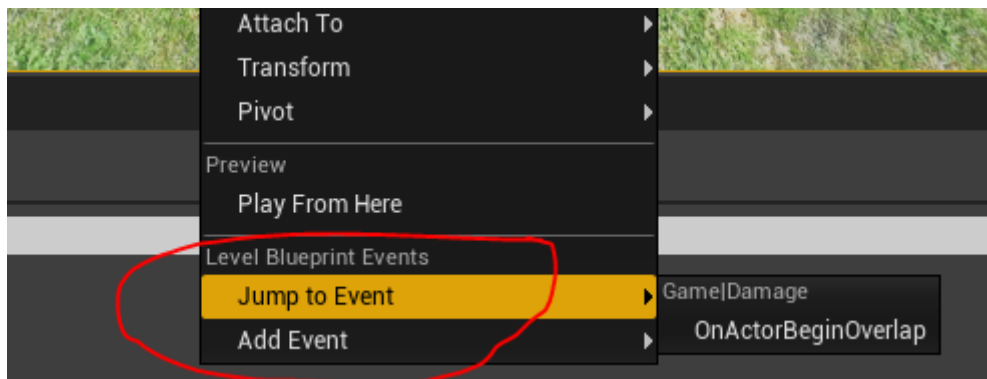 Attach To
Transform
Pivot
Preview
Play From Here
Level Blueprint Events
Jump to Event
Add Event
Game|Damage
OnActorBeginOverlap